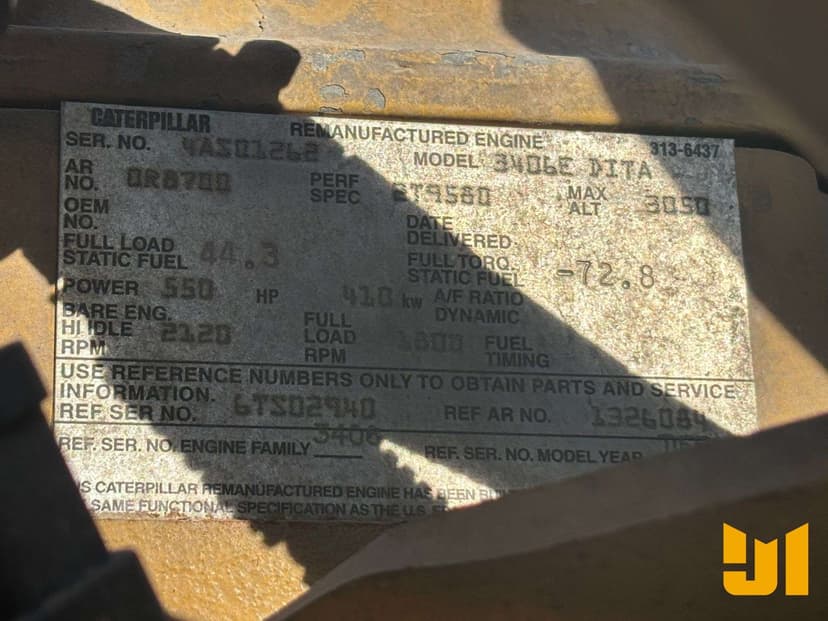 CATERPILLAR REMANUFACTURED ENGINE 313-6437
SER. NO. 4AS01262 MODEL 3406E DITA
AR NO. 0R8700 PERF SPEC 2T9580 MAX ALT 3050
OEM NO. DATE DELIVERED
FULL LOAD STATIC FUEL 44.3 FULL TORQ STATIC FUEL -72.8
POWER 550 HP 410 kw A/F RATIO DYNAMIC
BARE ENG. HI IDLE RPM 2120 FULL LOAD RPM 1800 FUEL TIMING
USE REFERENCE NUMBERS ONLY TO OBTAIN PARTS AND SERVICE
INFORMATION.
REF SER NO. 6TS02940 REF AR NO. 1326084
REF. SER. NO. ENGINE FAMILY 3406 REF. SER. NO. MODEL YEAR
CATERPILLAR REMANUFACTURED ENGINE HAS BEEN
SAME FUNCTIONAL SPECIFICATION AS THE U.S.